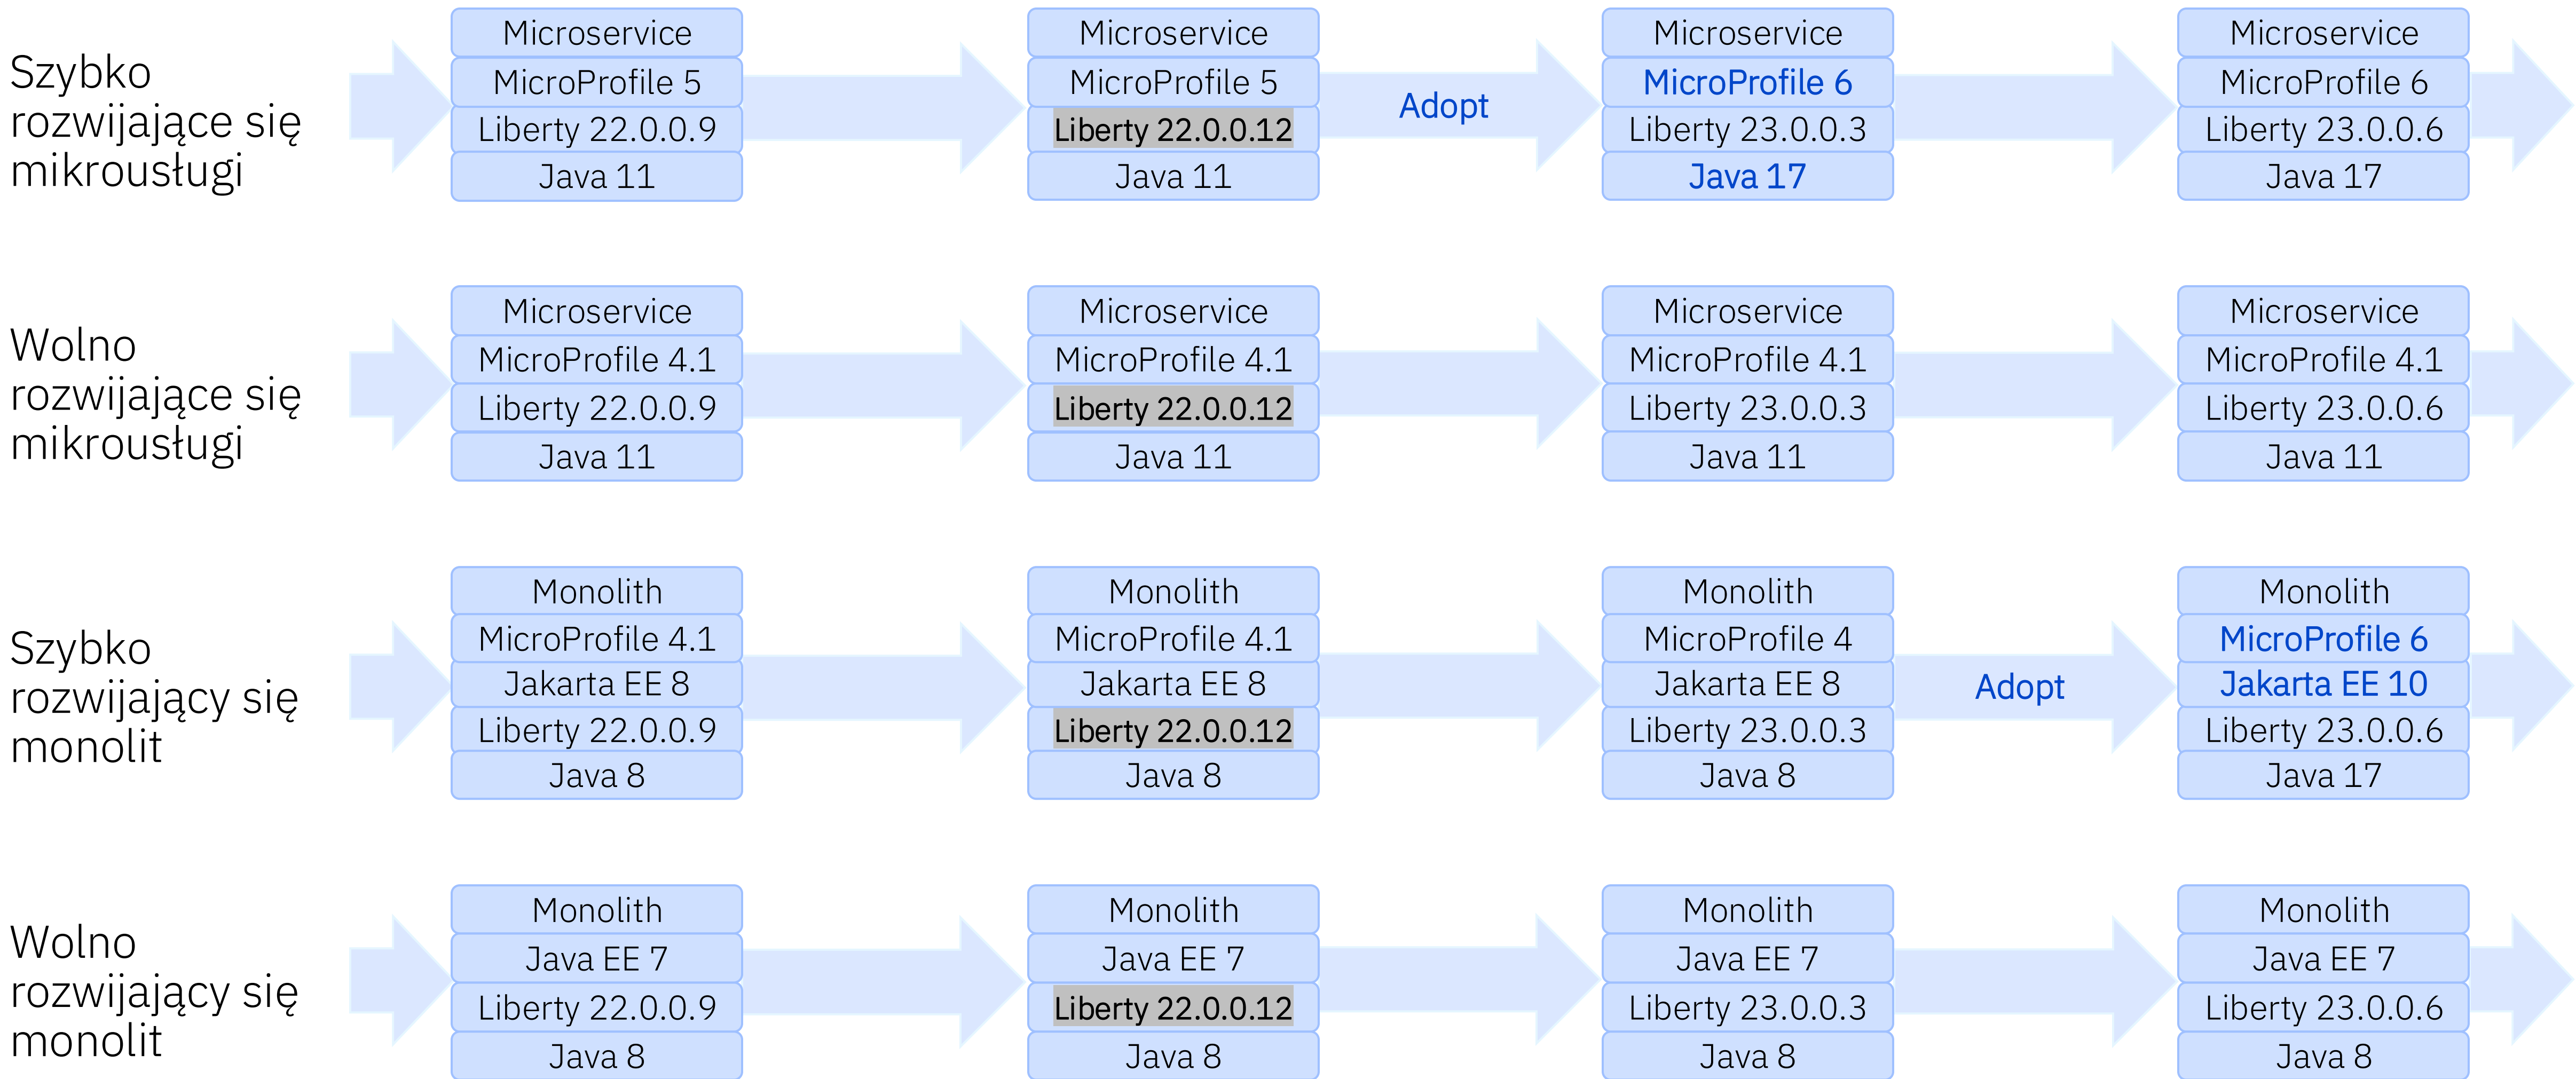 Szybko
rozwijające się
mikrousługi
Microservice
MicroProfile 5
Liberty 22.0.0.9
Java 11
Microservice
MicroProfile 5
Liberty 22.0.0.12
Java 11
Adopt
Microservice
MicroProfile 6
Liberty 23.0.0.3
Java 17
Microservice
MicroProfile 6
Liberty 23.0.0.6
Java 17
Wolno
rozwijające się
mikrousługi
Microservice
MicroProfile 4.1
Liberty 22.0.0.9
Java 11
Microservice
MicroProfile 4.1
Liberty 22.0.0.12
Java 11
Microservice
MicroProfile 4.1
Liberty 23.0.0.3
Java 11
Microservice
MicroProfile 4.1
Liberty 23.0.0.6
Java 11
Szybko
rozwijający się
monolit
Monolith
MicroProfile 4.1
Jakarta EE 8
Liberty 22.0.0.9
Java 8
Monolith
MicroProfile 4.1
Jakarta EE 8
Liberty 22.0.0.12
Java 8
Monolith
MicroProfile 4
Jakarta EE 8
Liberty 23.0.0.3
Java 8
Adopt
Monolith
MicroProfile 6
Jakarta EE 10
Liberty 23.0.0.6
Java 17
Wolno
rozwijający się
monolit
Monolith
Java EE 7
Liberty 22.0.0.9
Java 8
Monolith
Java EE 7
Liberty 22.0.0.12
Java 8
Monolith
Java EE 7
Liberty 23.0.0.3
Java 8
Monolith
Java EE 7
Liberty 23.0.0.6
Java 8